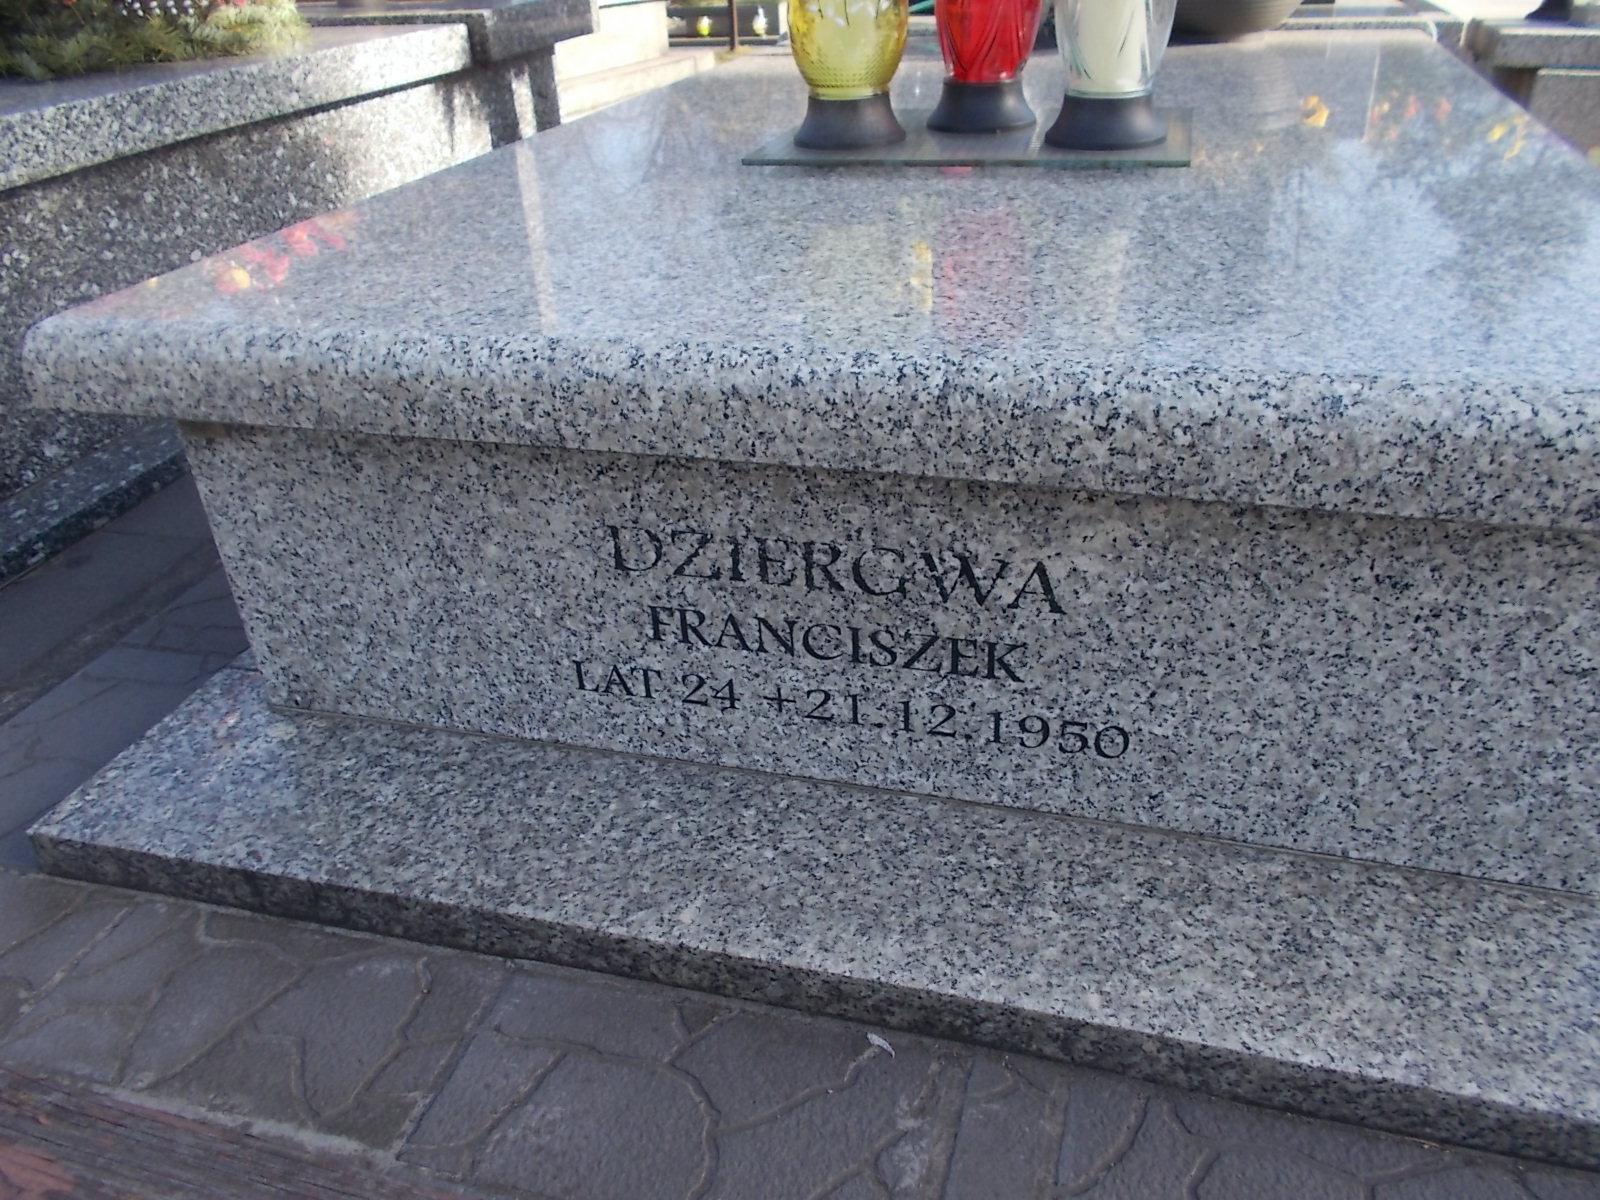 DZIERGWA
FRANCISZEK
LAT 24 +21.12.1950